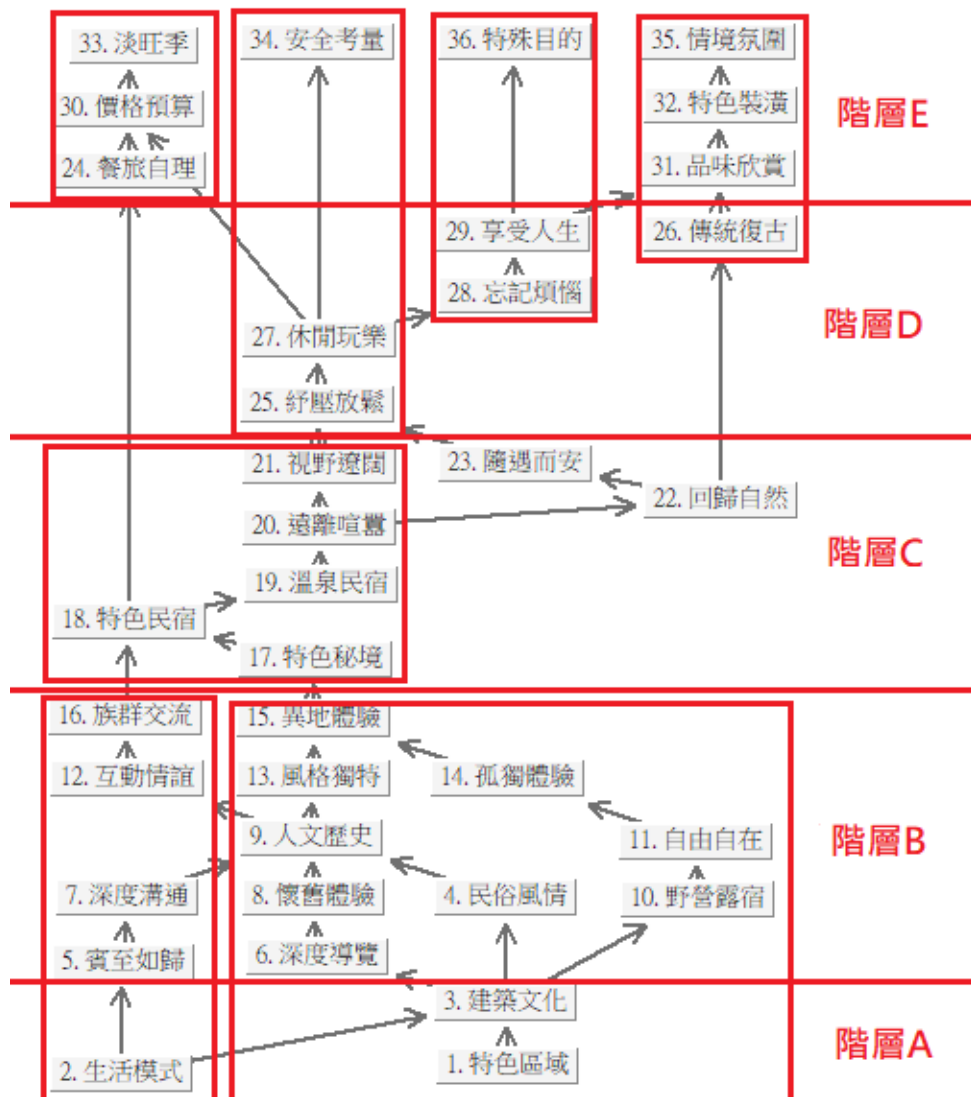 33. 淡旺季
34. 安全考量
36. 特殊目的
35. 情境氛圍
30. 價格預算
32. 特色裝潢
階層E
24. 餐旅自理
31. 品味欣賞
29. 享受人生
26. 傳統復古
28. 忘記煩惱
27. 休閒玩樂
階層D
25. 紓壓放鬆
21. 視野遼闊
23. 隨遇而安
22. 回歸自然
20. 遠離喧囂
階層C
19. 溫泉民宿
18. 特色民宿
17. 特色秘境
16. 族群交流
15. 異地體驗
12. 互動情誼
13. 風格獨特
14. 孤獨體驗
9. 人文歷史
11. 自由自在
階層B
7. 深度溝通
8. 懷舊體驗
4. 民俗風情
10. 野營露宿
5. 賓至如歸
6. 深度導覽
3. 建築文化
階層A
2. 生活模式
1. 特色區域